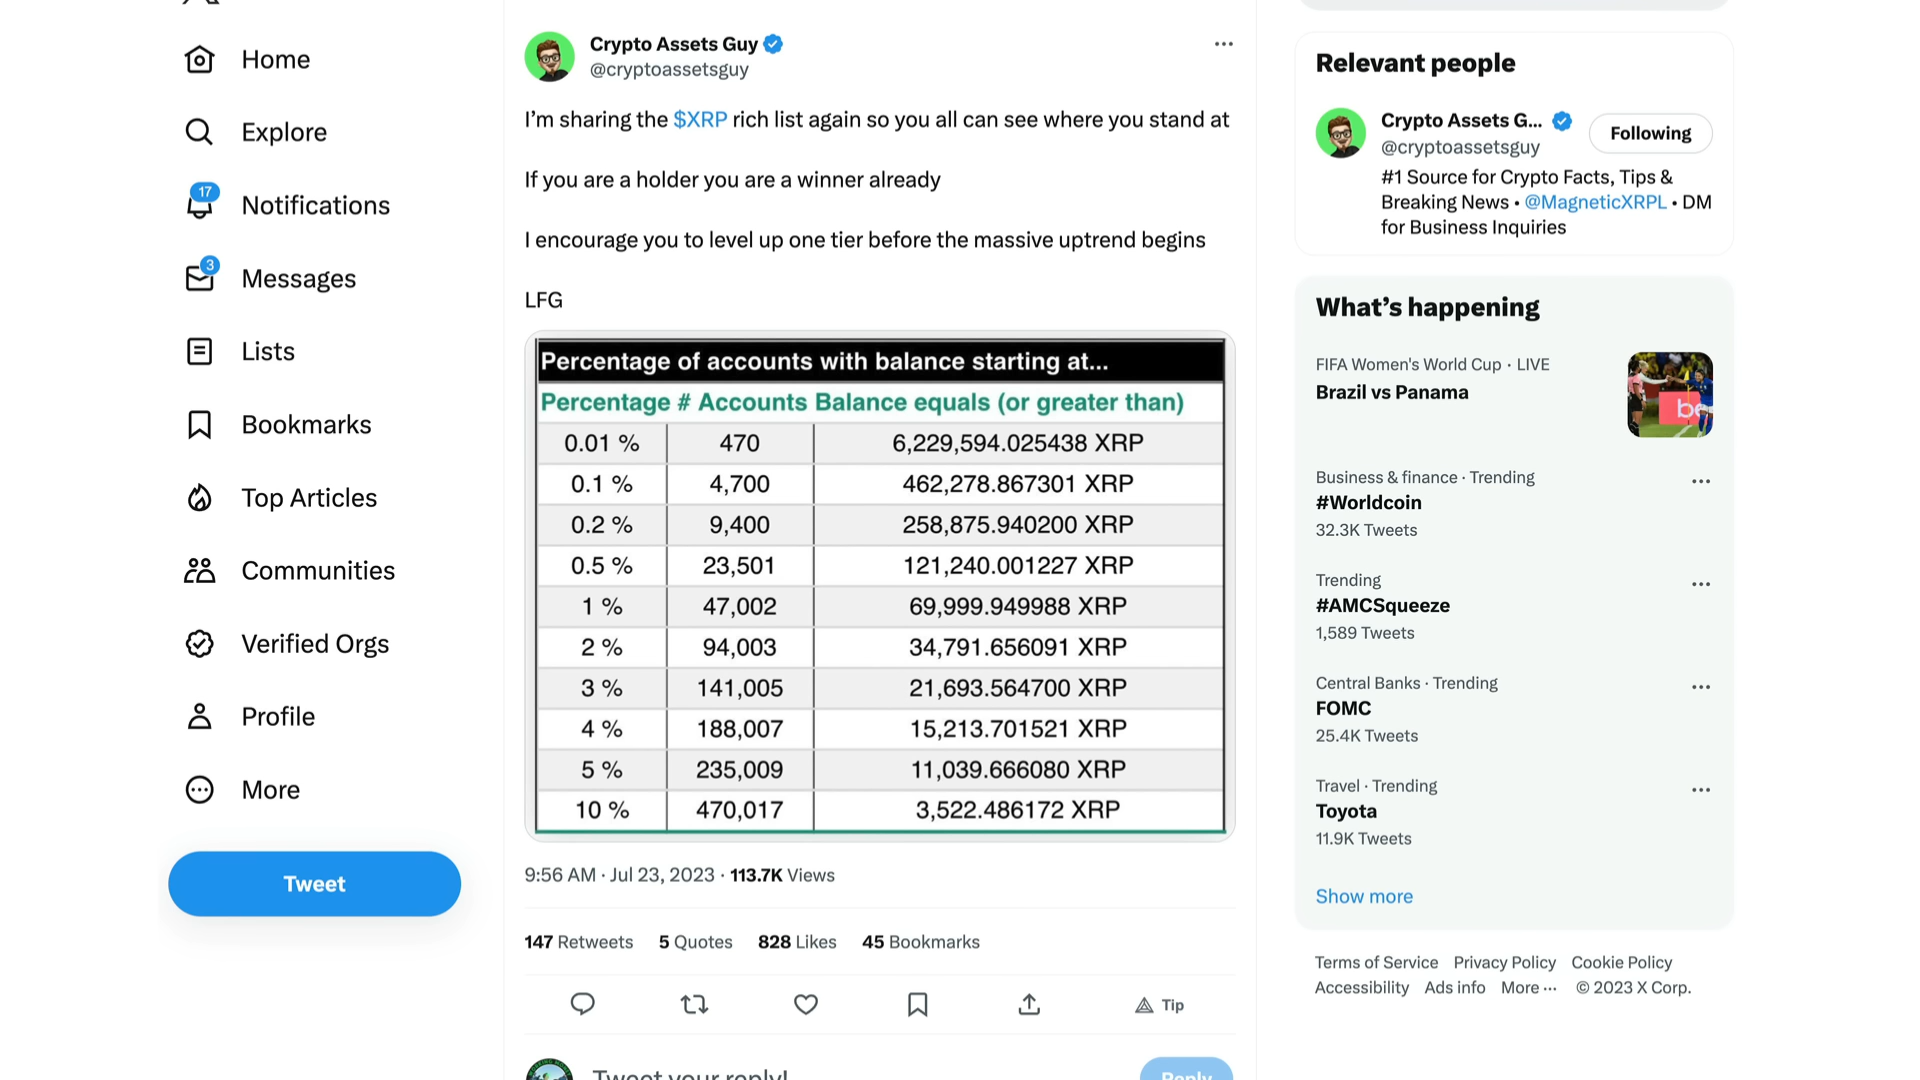 Home
Explore
17
Notifications
3
Messages
Lists
Bookmarks
Top Articles
Communities
Verified Orgs
Profile
More
Tweet
Crypto Assets Guy
@cryptoassetsguy
I’m sharing the $XRP rich list again so you all can see where you stand at
If you are a holder you are a winner already
I encourage you to level up one tier before the massive uptrend begins
LFG
Percentage of accounts with balance starting at...
Percentage # Accounts Balance equals (or greater than)
0.01 % 470 6,229,594.025438 XRP
0.1 % 4,700 462,278.867301 XRP
0.2 % 9,400 258,875.940200 XRP
0.5 % 23,501 121,240.001227 XRP
1 % 47,002 69,999.949988 XRP
2 % 94,003 34,791.656091 XRP
3 % 141,005 21,693.564700 XRP
4 % 188,007 15,213.701521 XRP
5 % 235,009 11,039.666080 XRP
10 % 470,017 3,522.486172 XRP
9:56 AM · Jul 23, 2023 · 113.7K Views
147 Retweets 5 Quotes 828 Likes 45 Bookmarks
Tip
Tweet your reply!
Reply
Relevant people
Crypto Assets G...
@cryptoassetsguy
Following
#1 Source for Crypto Facts, Tips &
Breaking News • @MagneticXRPL • DM
for Business Inquiries
What’s happening
FIFA Women's World Cup · LIVE
Brazil vs Panama
Business & finance · Trending
#Worldcoin
32.3K Tweets
Trending
#AMCSqueeze
1,589 Tweets
Central Banks · Trending
FOMC
25.4K Tweets
Travel · Trending
Toyota
11.9K Tweets
Show more
Terms of Service Privacy Policy Cookie Policy
Accessibility Ads info More ··· © 2023 X Corp.